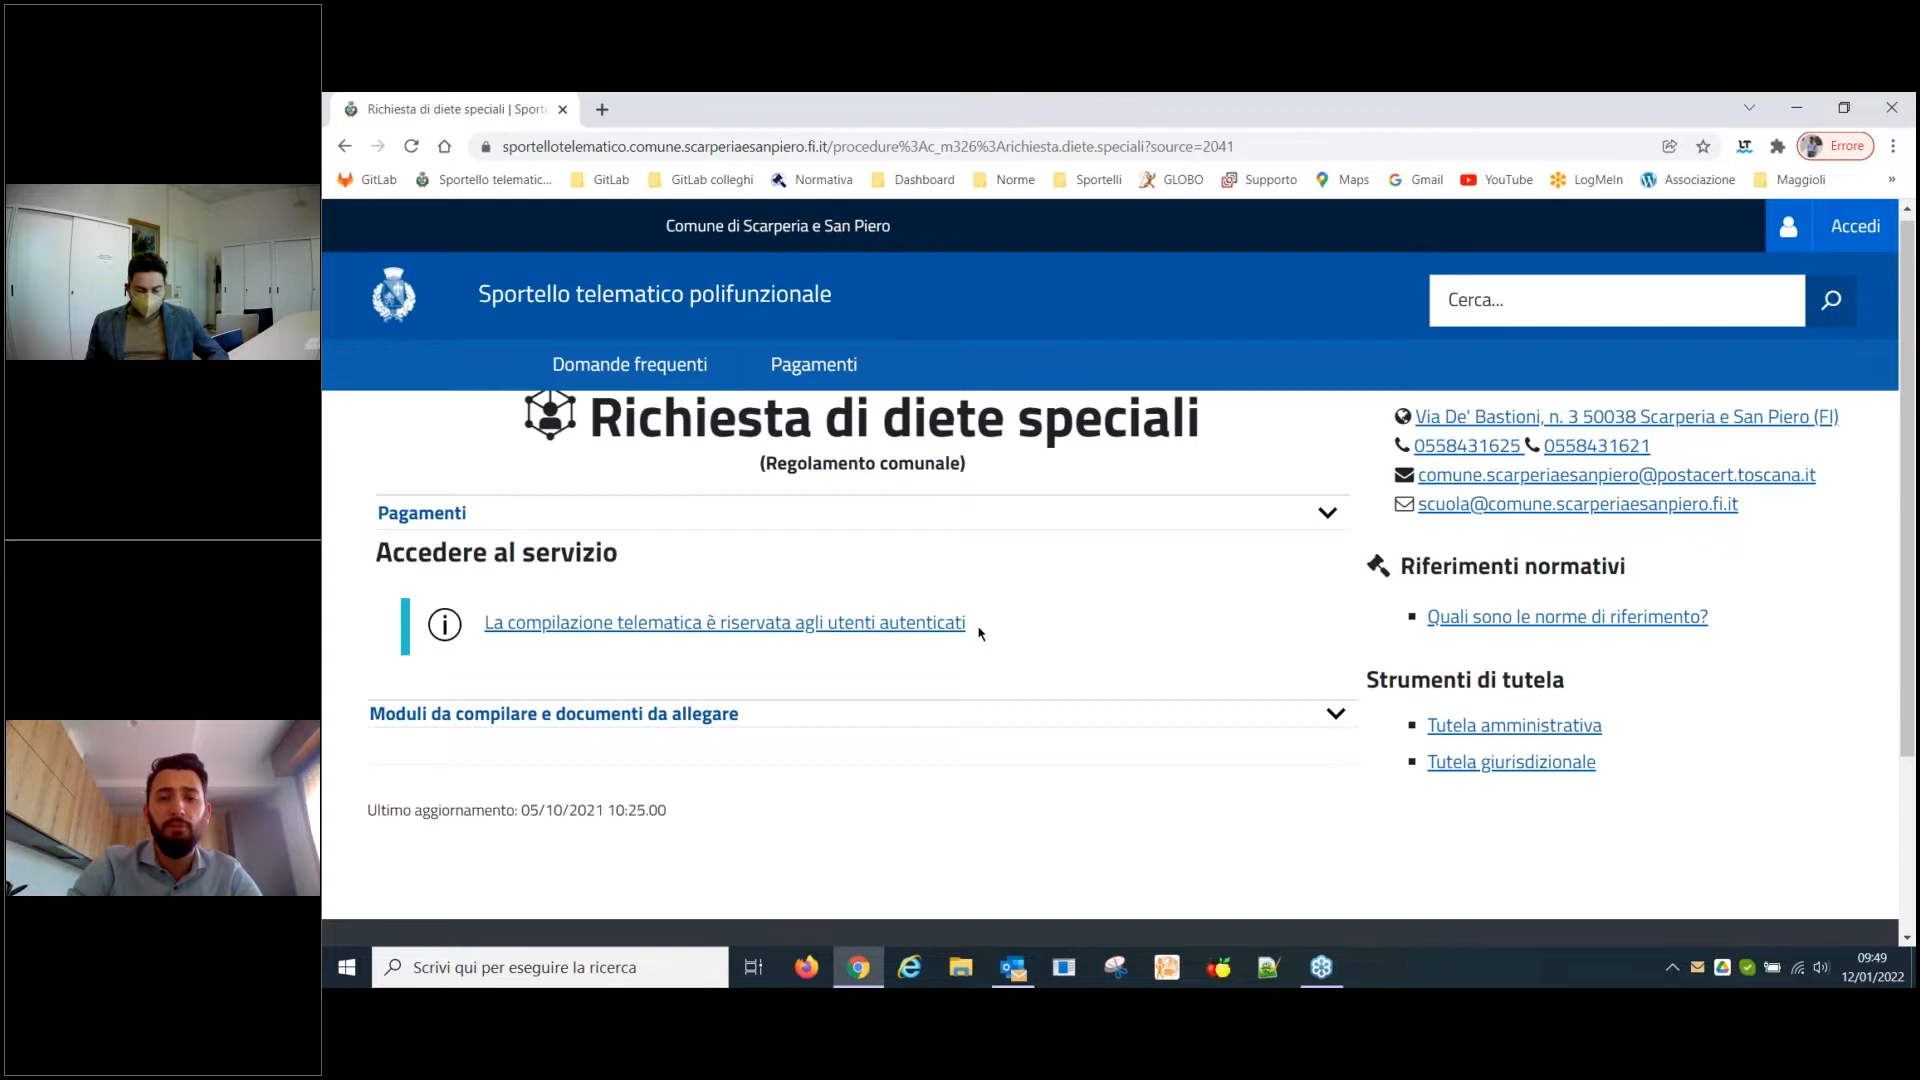 Richiesta di diete speciali | Sport
sportellotelematico.comune.scarperiaesanpiero.fi.it/procedure%3Ac_m326%3Arichiesta.diete.speciali?source=2041
Errore
GitLab
Sportello telematic...
GitLab
GitLab colleghi
Normativa
Dashboard
Norme
Sportelli
GLOBO
Supporto
Maps
Gmail
YouTube
LogMeIn
Associazione
Maggioli
»
Comune di Scarperia e San Piero
Accedi
Sportello telematico polifunzionale
Cerca...
Domande frequenti
Pagamenti
Richiesta di diete speciali
(Regolamento comunale)
Pagamenti
Accedere al servizio
La compilazione telematica è riservata agli utenti autenticati
Moduli da compilare e documenti da allegare
Ultimo aggiornamento: 05/10/2021 10:25.00
Via De' Bastioni, n. 3 50038 Scarperia e San Piero (FI)
0558431625 0558431621
comune.scarperiaesanpiero@postacert.toscana.it
scuola@comune.scarperiaesanpiero.fi.it
Riferimenti normativi
Quali sono le norme di riferimento?
Strumenti di tutela
Tutela amministrativa
Tutela giurisdizionale
Scrivi qui per eseguire la ricerca
09:49
12/01/2022